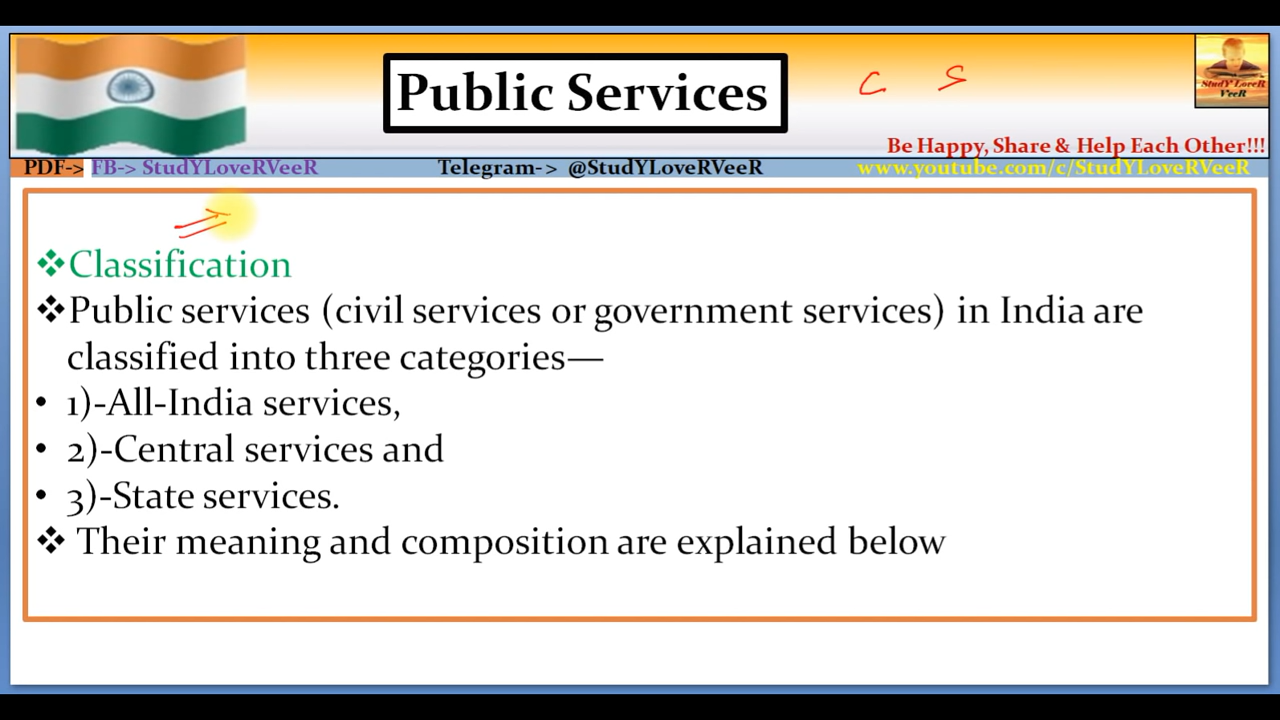 Public Services
C S
StudY LoveR
VeeR
Be Happy, Share & Help Each Other!!!
PDF-> FB-> StudYLoveRVeeR Telegram-> @StudYLoveRVeeR www.youtube.com/c/StudYLoveRVeeR
❖Classification
❖Public services (civil services or government services) in India are
classified into three categories—
• 1)-All-India services,
• 2)-Central services and
• 3)-State services.
❖ Their meaning and composition are explained below